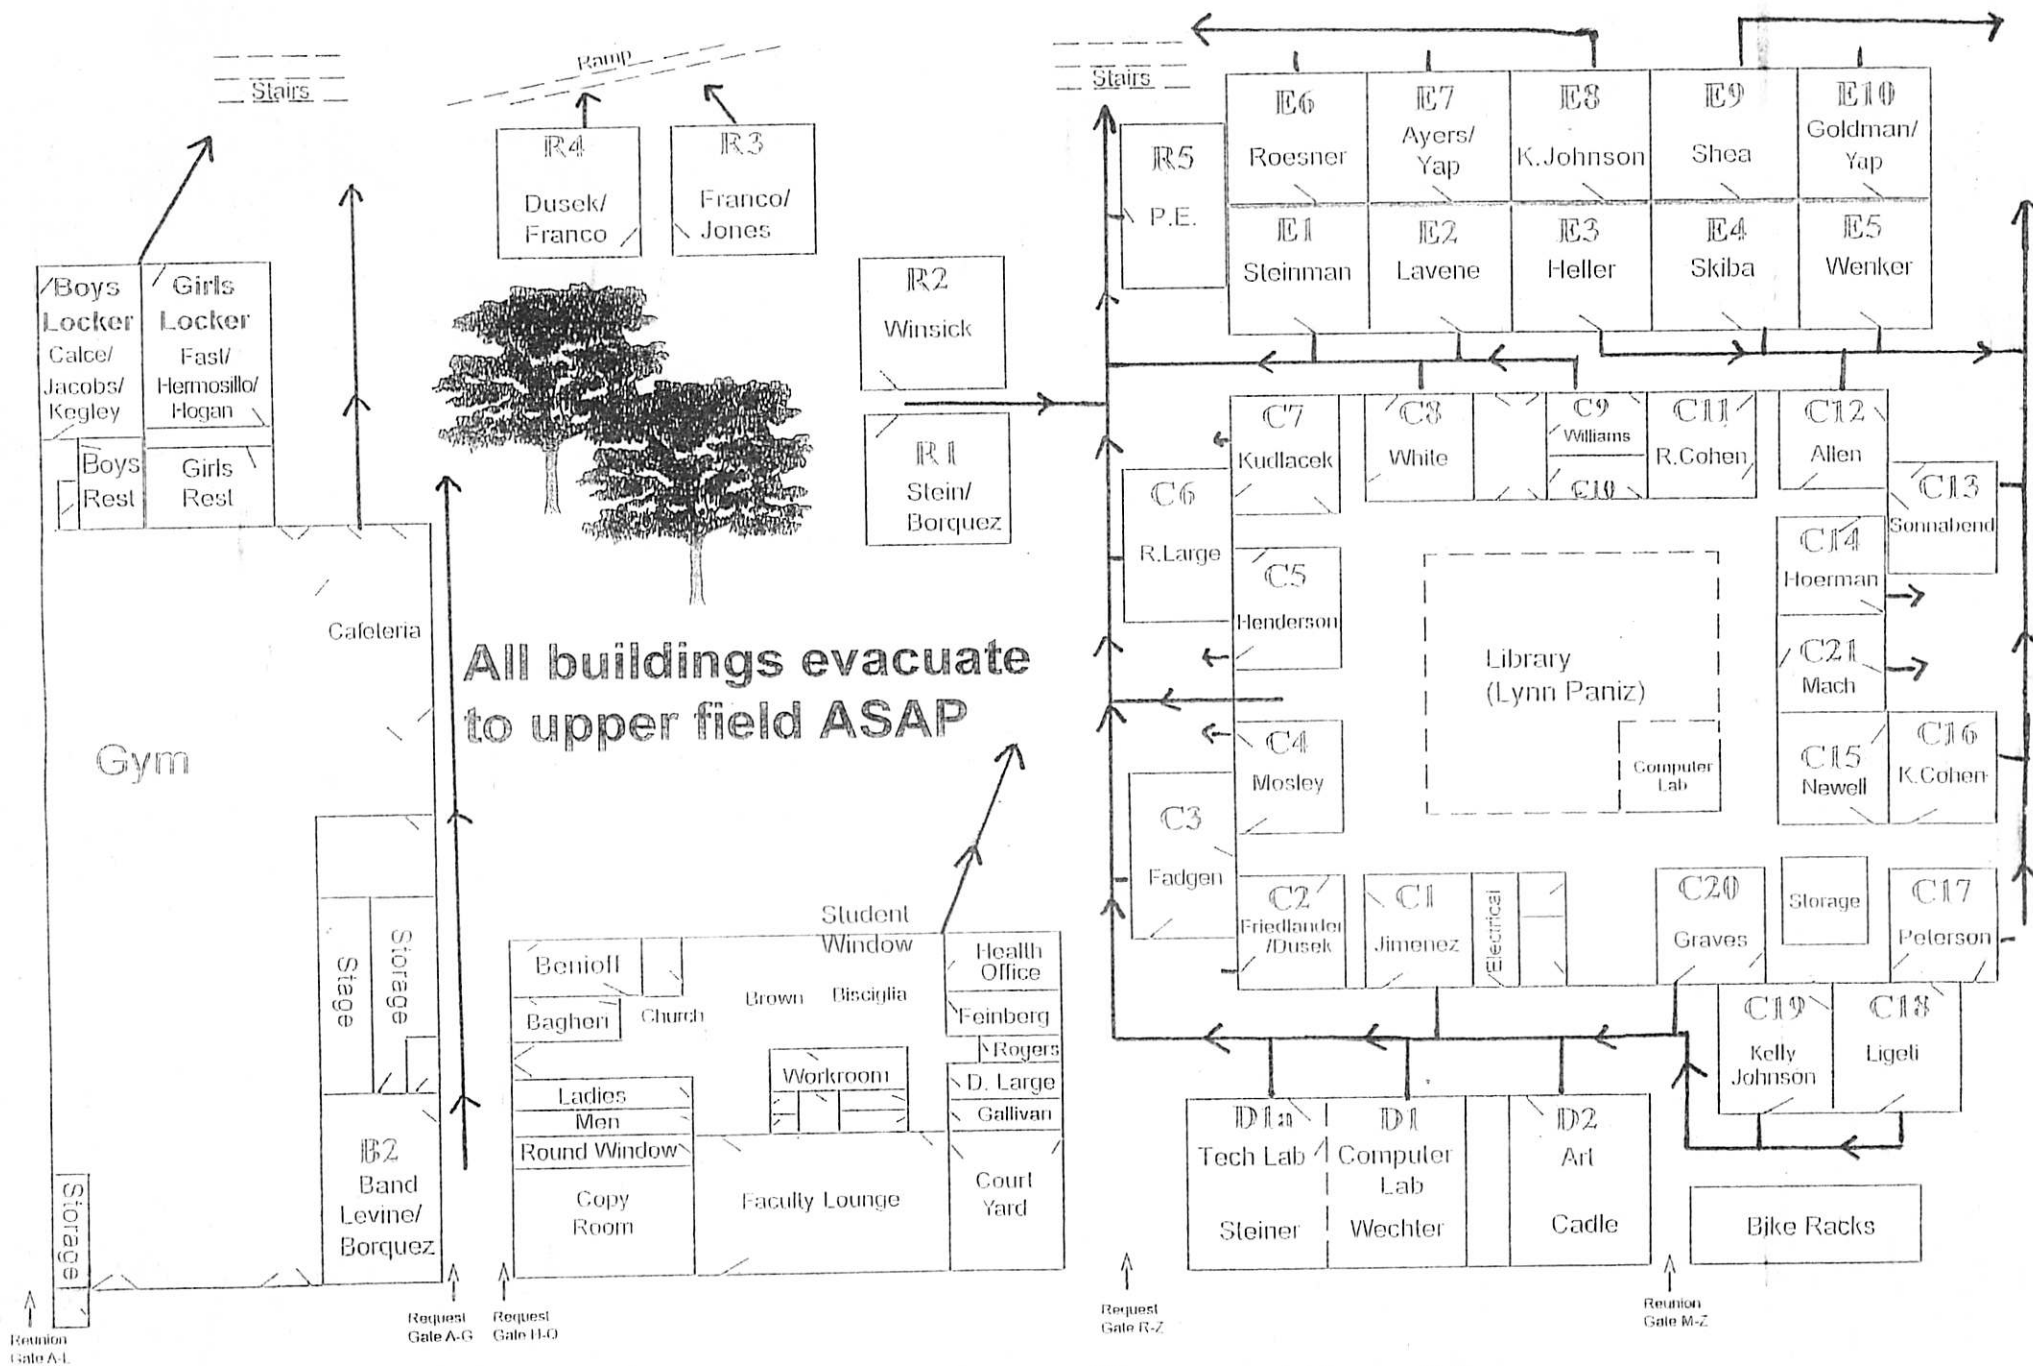 Stairs
Ramp
Stairs
R4
Dusek/
Franco
R3
Franco/
Jones
R5
P.E.
E6
Roesner
E7
Ayers/
Yap
E8
K.Johnson
E9
Shea
E10
Goldman/
Yap
E1
Steinman
E2
Lavene
E3
Heller
E4
Skiba
E5
Wenker
Boys
Locker
Calce/
Jacobs/
Kegley
Girls
Locker
Fast/
Hermosillo/
Hogan
Boys
Rest
Girls
Rest
R2
Winsick
R1
Stein/
Borquez
C7
Kudlacek
C8
White
C9
Williams
C10
C11
R.Cohen
C12
Allen
C13
Sonnabend
C6
R.Large
C5
Henderson
C14
Hoerman
C21
Mach
Library
(Lynn Paniz)
Computer
Lab
C4
Mosley
C15
Newell
C16
K.Cohen
C3
Fadgen
C2
Friedlander
/Dusek
C1
Jimenez
Electrical
C20
Graves
Storage
C17
Peterson
C19
Kelly
Johnson
C18
Ligeti
Cafeteria
Gym
All buildings evacuate
to upper field ASAP
Stage
Storage
B2
Band
Levine/
Borquez
Storage
Student
Window
Benioff
Bagheri
Church
Brown
Bisciglia
Health
Office
Feinberg
Rogers
D. Large
Gallivan
Workroom
Ladies
Men
Round Window
Copy
Room
Faculty Lounge
Court
Yard
D1a
Tech Lab
Steiner
D1
Computer
Lab
Wechter
D2
Art
Cadle
Bike Racks
Reunion
Gate A-L
Request
Gate A-G
Request
Gate H-Q
Request
Gate R-Z
Reunion
Gate M-Z